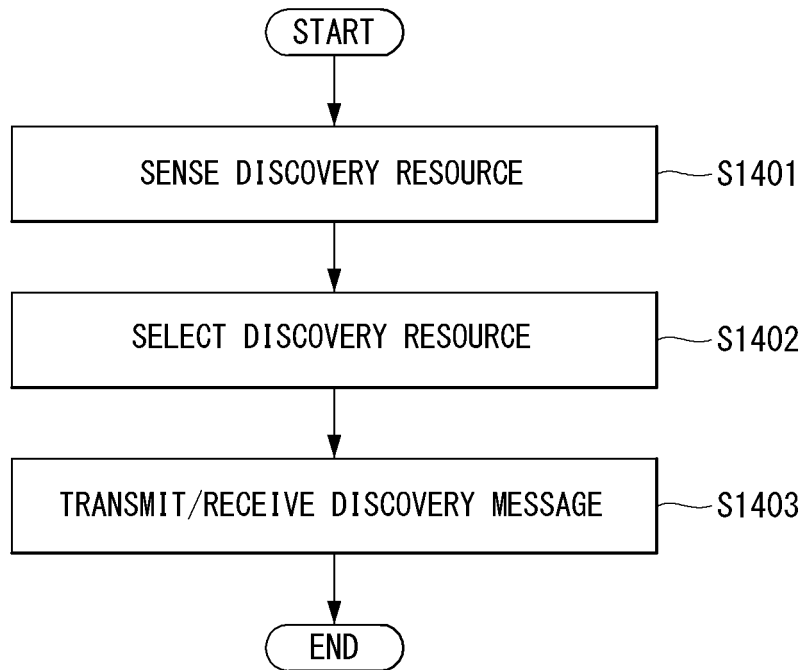 START
SENSE DISCOVERY RESOURCE
S1401
SELECT DISCOVERY RESOURCE
S1402
TRANSMIT/RECEIVE DISCOVERY MESSAGE
S1403
END